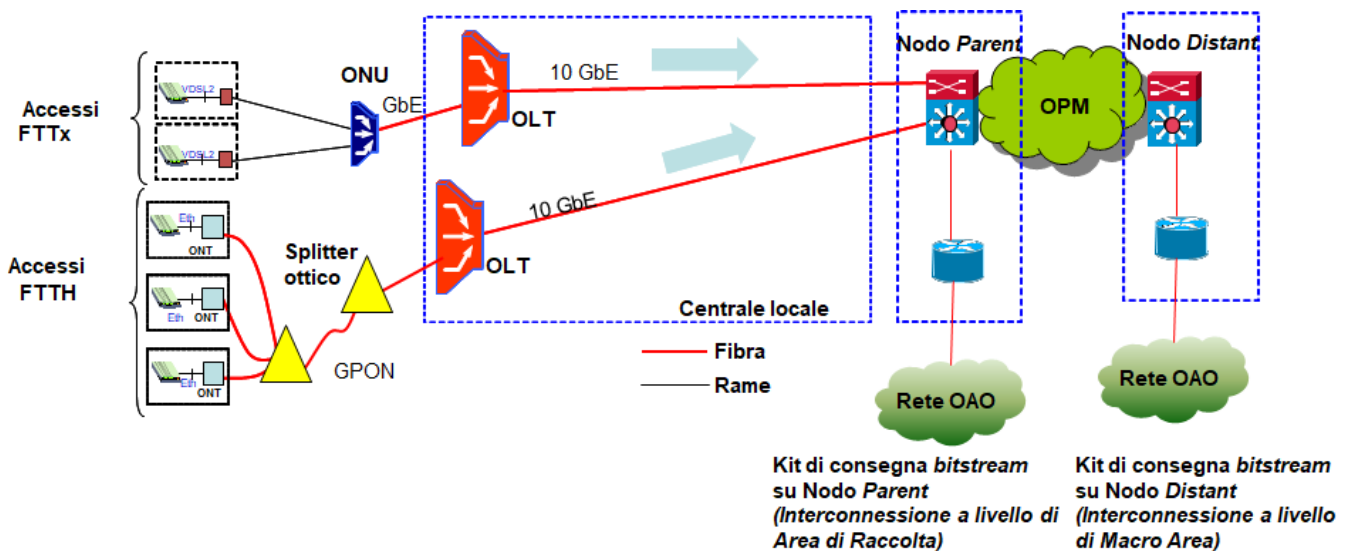 Nodo Parent
Nodo Distant
ONU
10 GbE
VDSL2
GbE
Accessi
FTTx
OLT
OPM
VDSL2
10 GbE
Eth
ONT
Splitter
ottico
OLT
Accessi
FTTH
Eth
ONT
Centrale locale
Fibra
Eth
ONT
GPON
Rame
Rete OAO
Rete OAO
Kit di consegna bitstream
su Nodo Parent
(Interconnessione a livello di
Area di Raccolta)
Kit di consegna bitstream
su Nodo Distant
(Interconnessione a livello
di Macro Area)